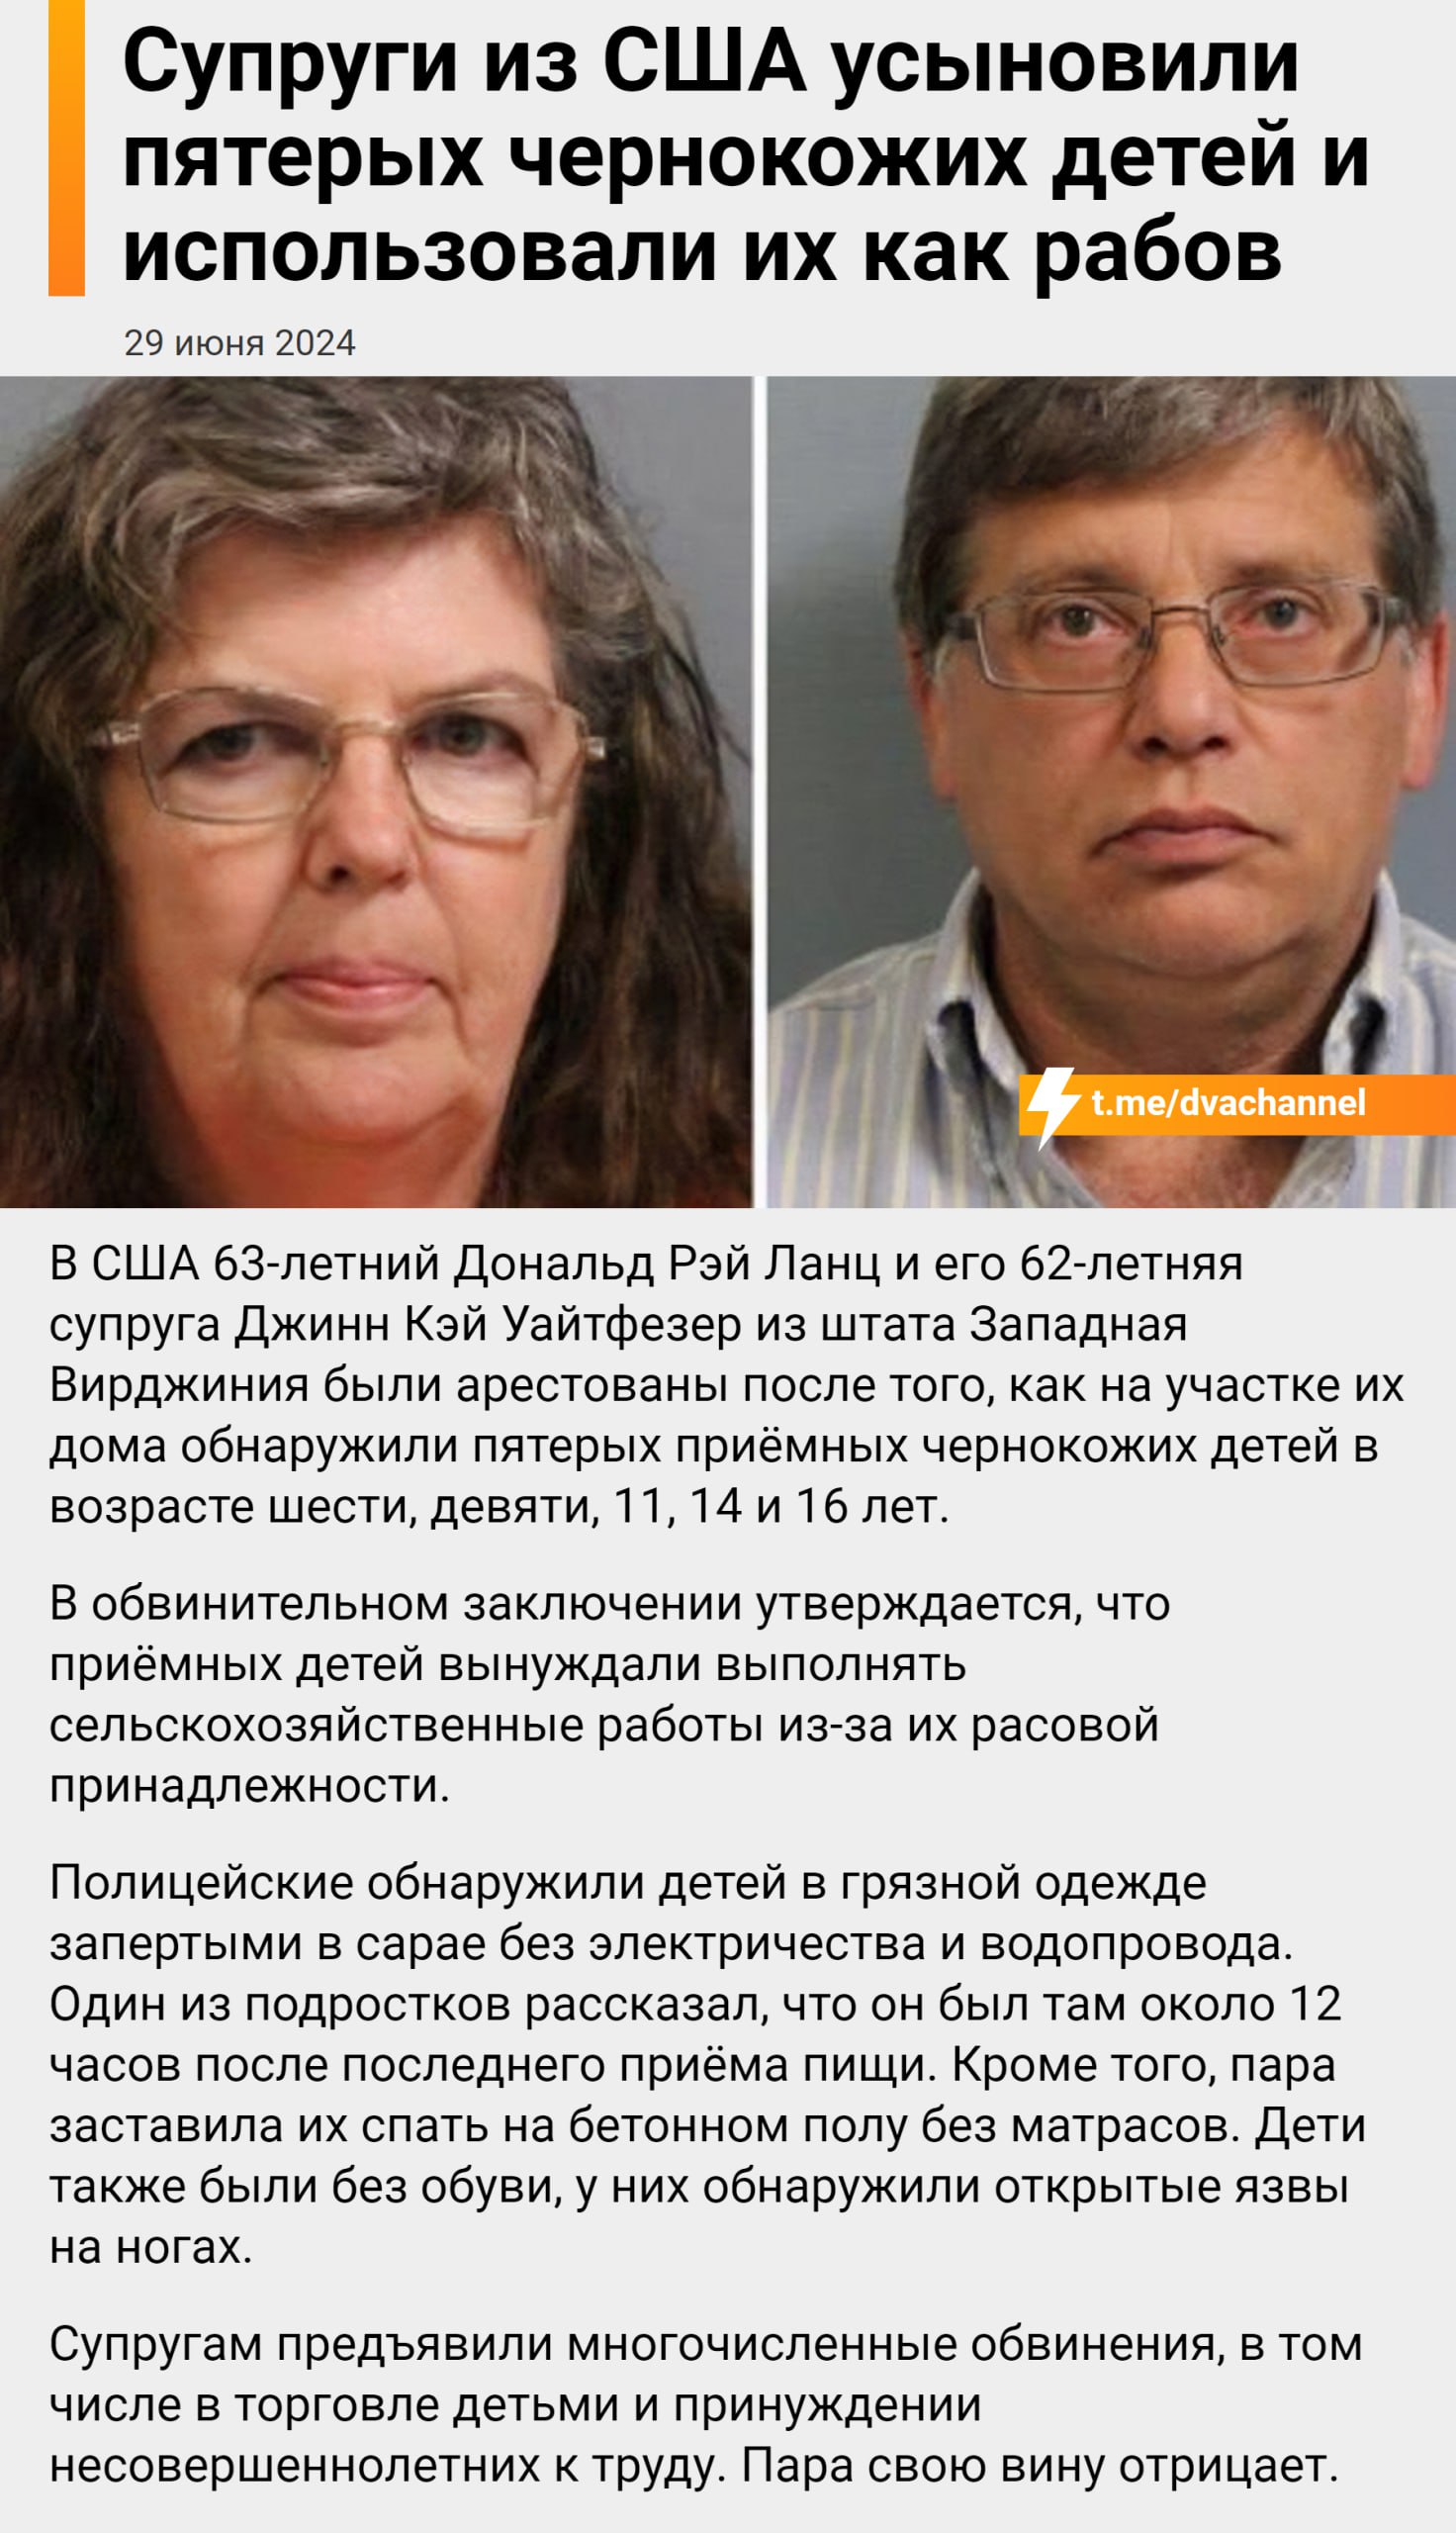 Супруги из США усыновили
пятерых чернокожих детей и
использовали их как рабов
29 июня 2024
t.me/dvachannel
В США 63-летний Дональд Рэй Ланц и его 62-летняя
супруга Джинн Кэй Уайтфезер из штата Западная
Вирджиния были арестованы после того, как на участке их
дома обнаружили пятерых приёмных чернокожих детей в
возрасте шести, девяти, 11, 14 и 16 лет.
В обвинительном заключении утверждается, что
приёмных детей вынуждали выполнять
сельскохозяйственные работы из-за их расовой
принадлежности.
Полицейские обнаружили детей в грязной одежде
запертыми в сарае без электричества и водопровода.
Один из подростков рассказал, что он был там около 12
часов после последнего приёма пищи. Кроме того, пара
заставила их спать на бетонном полу без матрасов. Дети
также были без обуви, у них обнаружили открытые язвы
на ногах.
Супругам предъявили многочисленные обвинения, в том
числе в торговле детьми и принуждении
несовершеннолетних к труду. Пара свою вину отрицает.